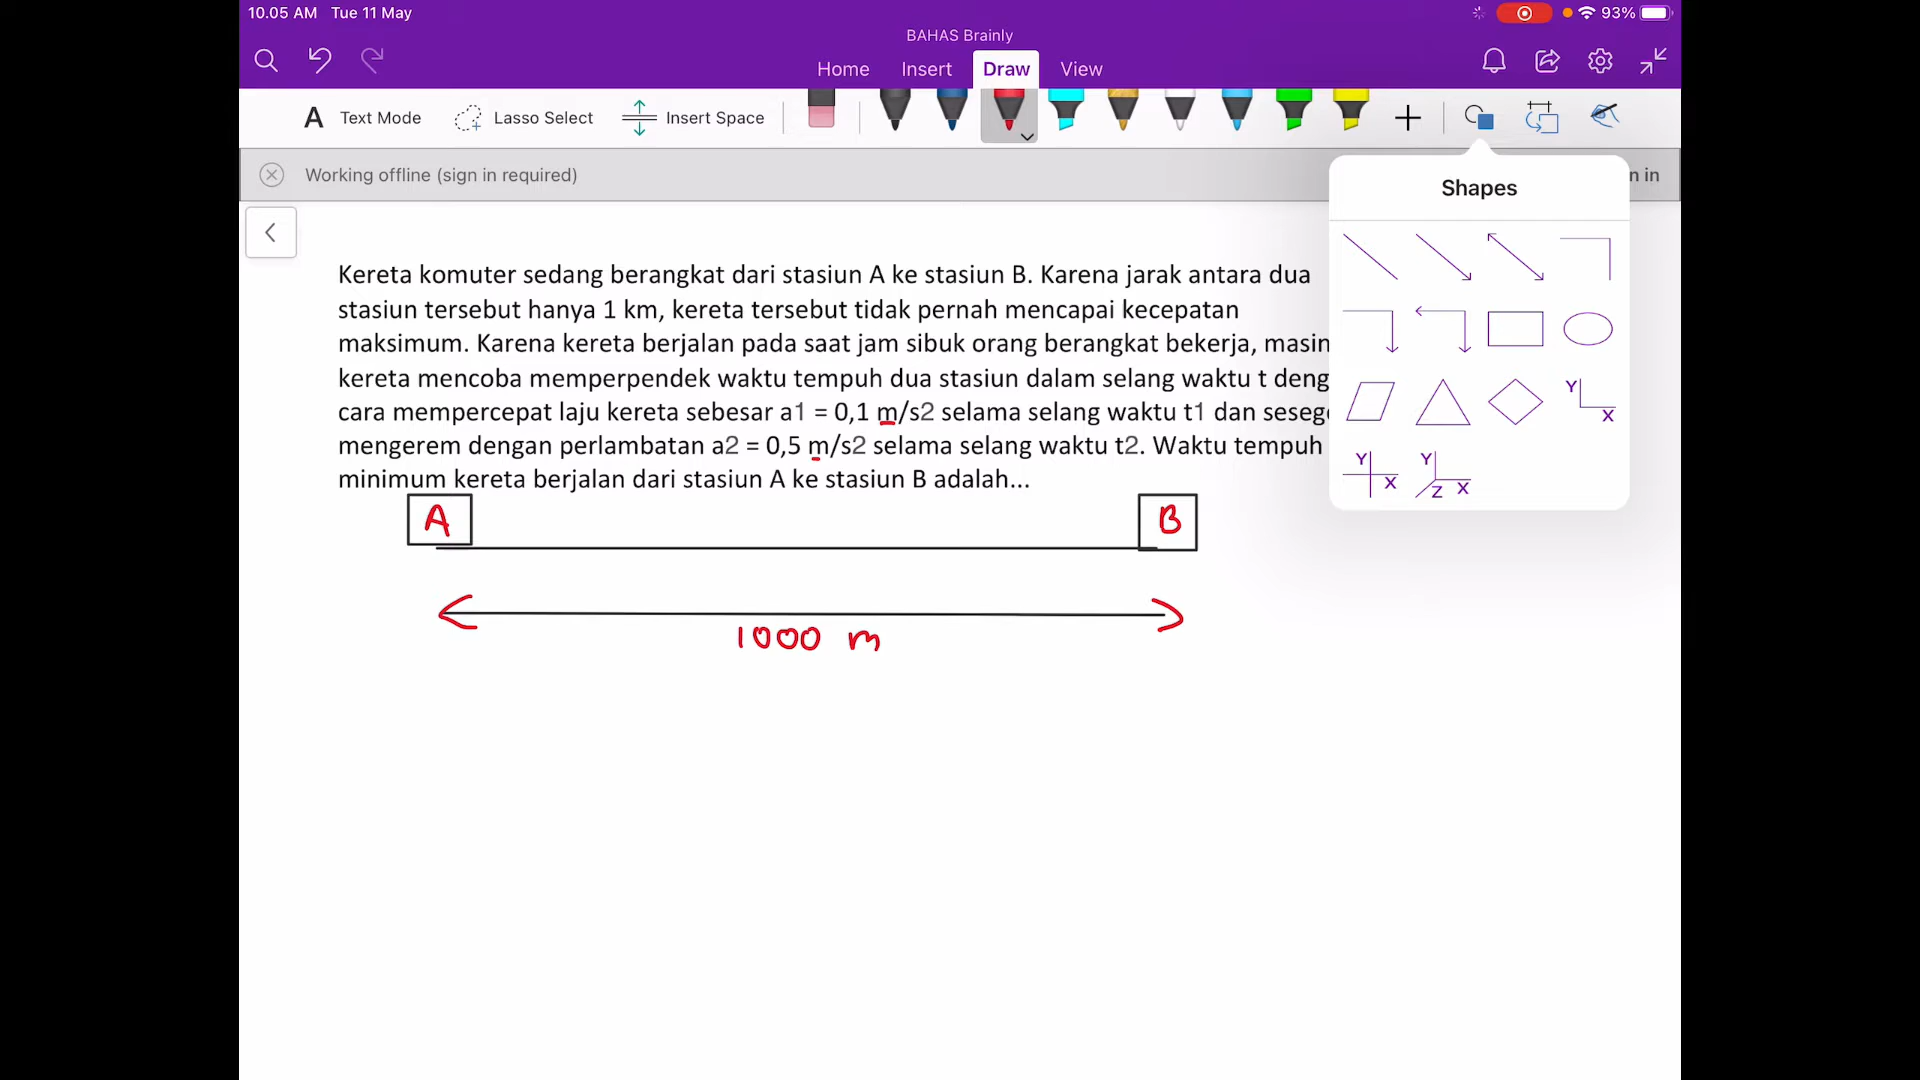 10.05 AM Tue 11 May
93%
BAHAS Brainly
Home Insert Draw View
A Text Mode Lasso Select Insert Space
Working offline (sign in required)
n in
Shapes
Y X
Y X
Y Z X
Kereta komuter sedang berangkat dari stasiun A ke stasiun B. Karena jarak antara dua
stasiun tersebut hanya 1 km, kereta tersebut tidak pernah mencapai kecepatan
maksimum. Karena kereta berjalan pada saat jam sibuk orang berangkat bekerja, masin
kereta mencoba memperpendek waktu tempuh dua stasiun dalam selang waktu t deng
cara mempercepat laju kereta sebesar a1 = 0,1 m/s2 selama selang waktu t1 dan seseg
mengerem dengan perlambatan a2 = 0,5 m/s2 selama selang waktu t2. Waktu tempuh
minimum kereta berjalan dari stasiun A ke stasiun B adalah...
A B
1000 m